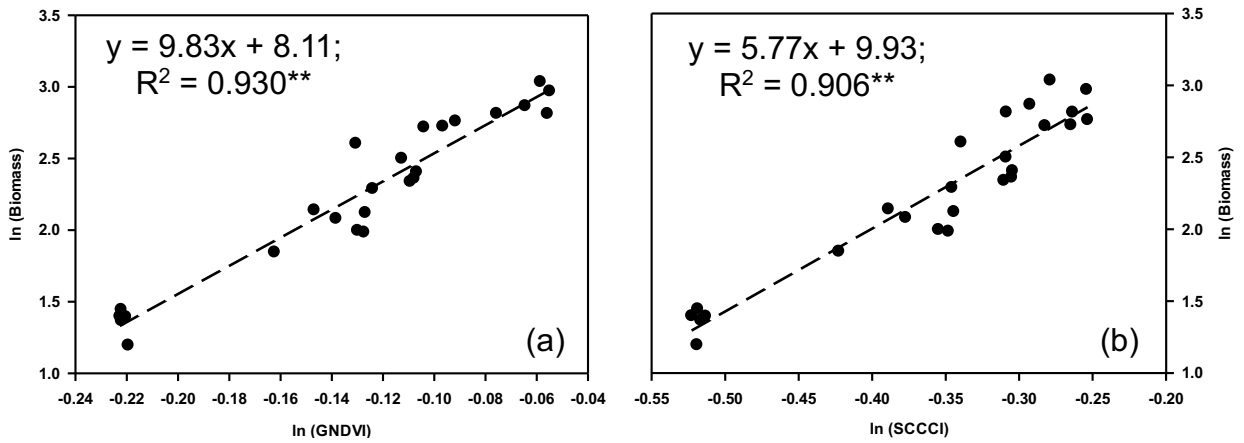 y = 9.83x + 8.11;
R² = 0.930**
3.5
3.0
2.5
2.0
1.5
1.0
ln (Biomass)
(a)
-0.24 -0.22 -0.20 -0.18 -0.16 -0.14 -0.12 -0.10 -0.08 -0.06 -0.04
ln (GNDVI)
y = 5.77x + 9.93;
R² = 0.906**
3.5
3.0
2.5
2.0
1.5
1.0
ln (Biomass)
(b)
-0.55 -0.50 -0.45 -0.40 -0.35 -0.30 -0.25 -0.20
ln (SCCCI)